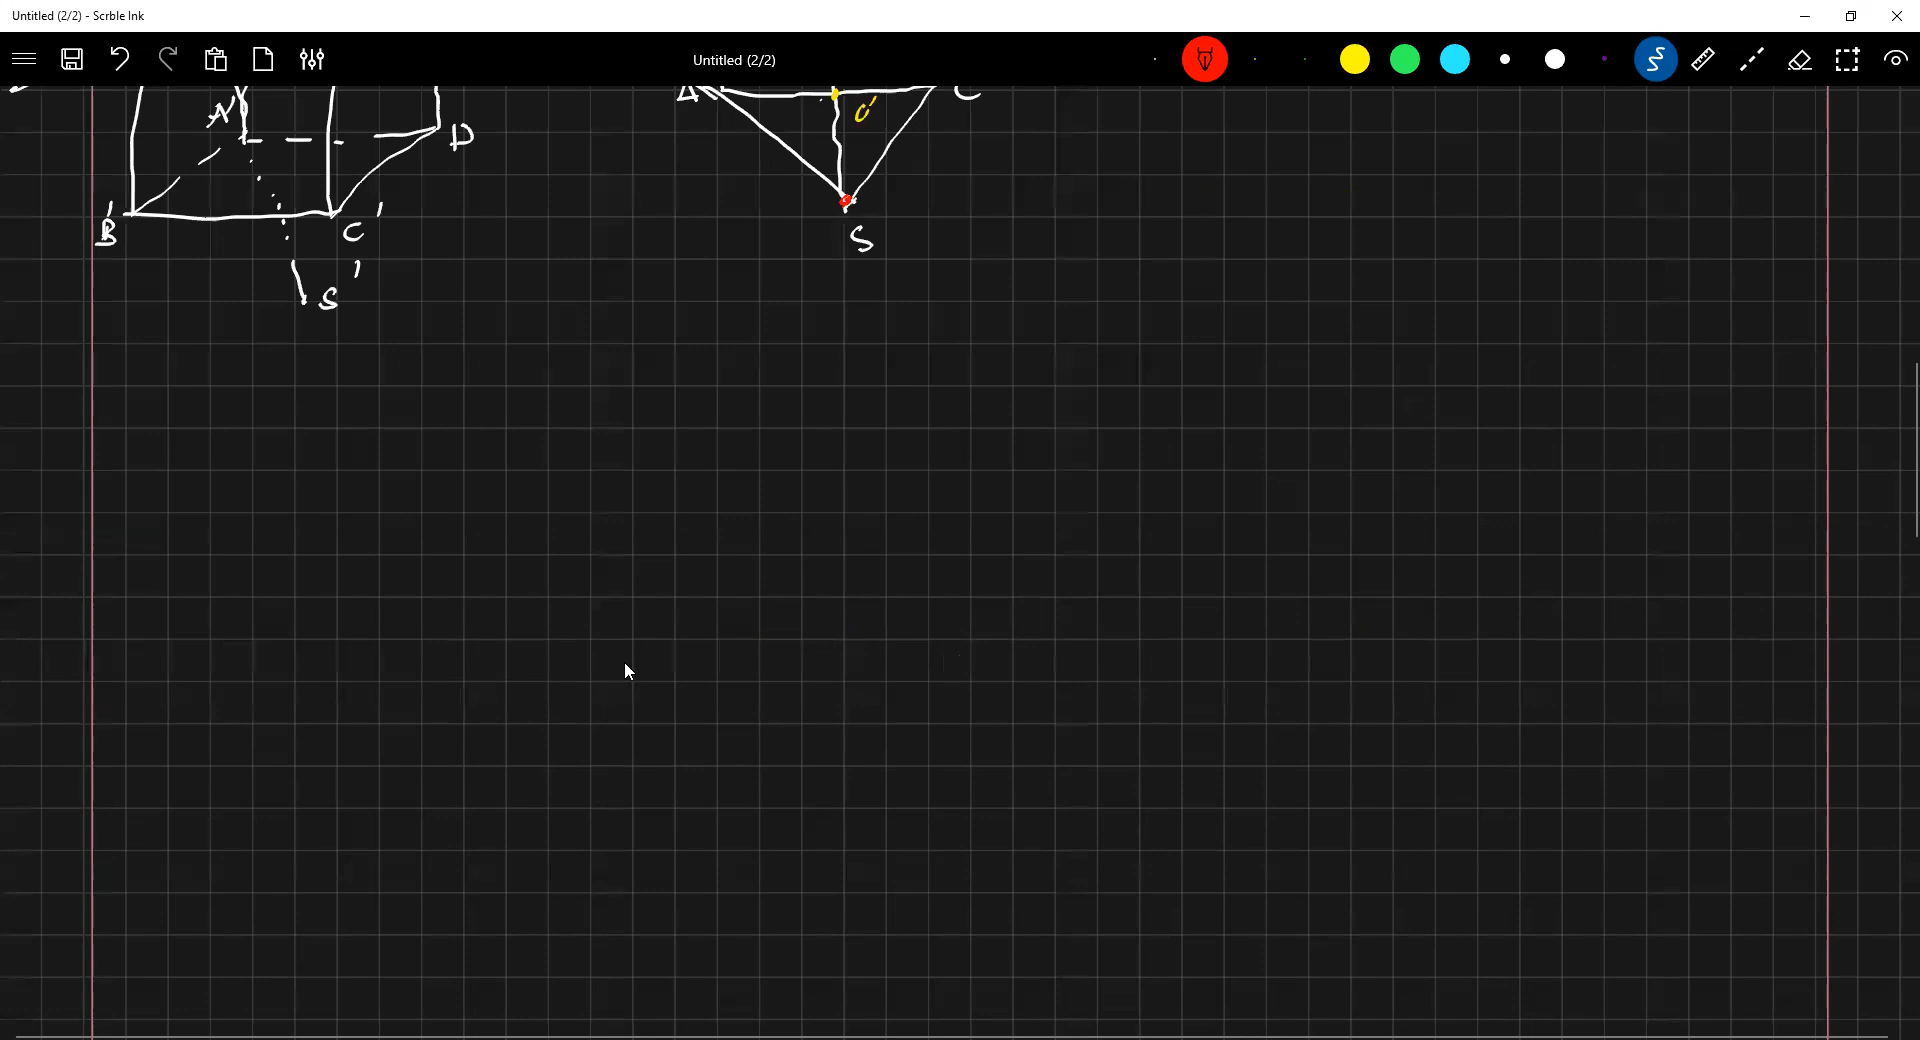 Untitled (2/2) - Scrble Ink
Untitled (2/2)
A'
D
A
C
O'
B'
C'
S
S'